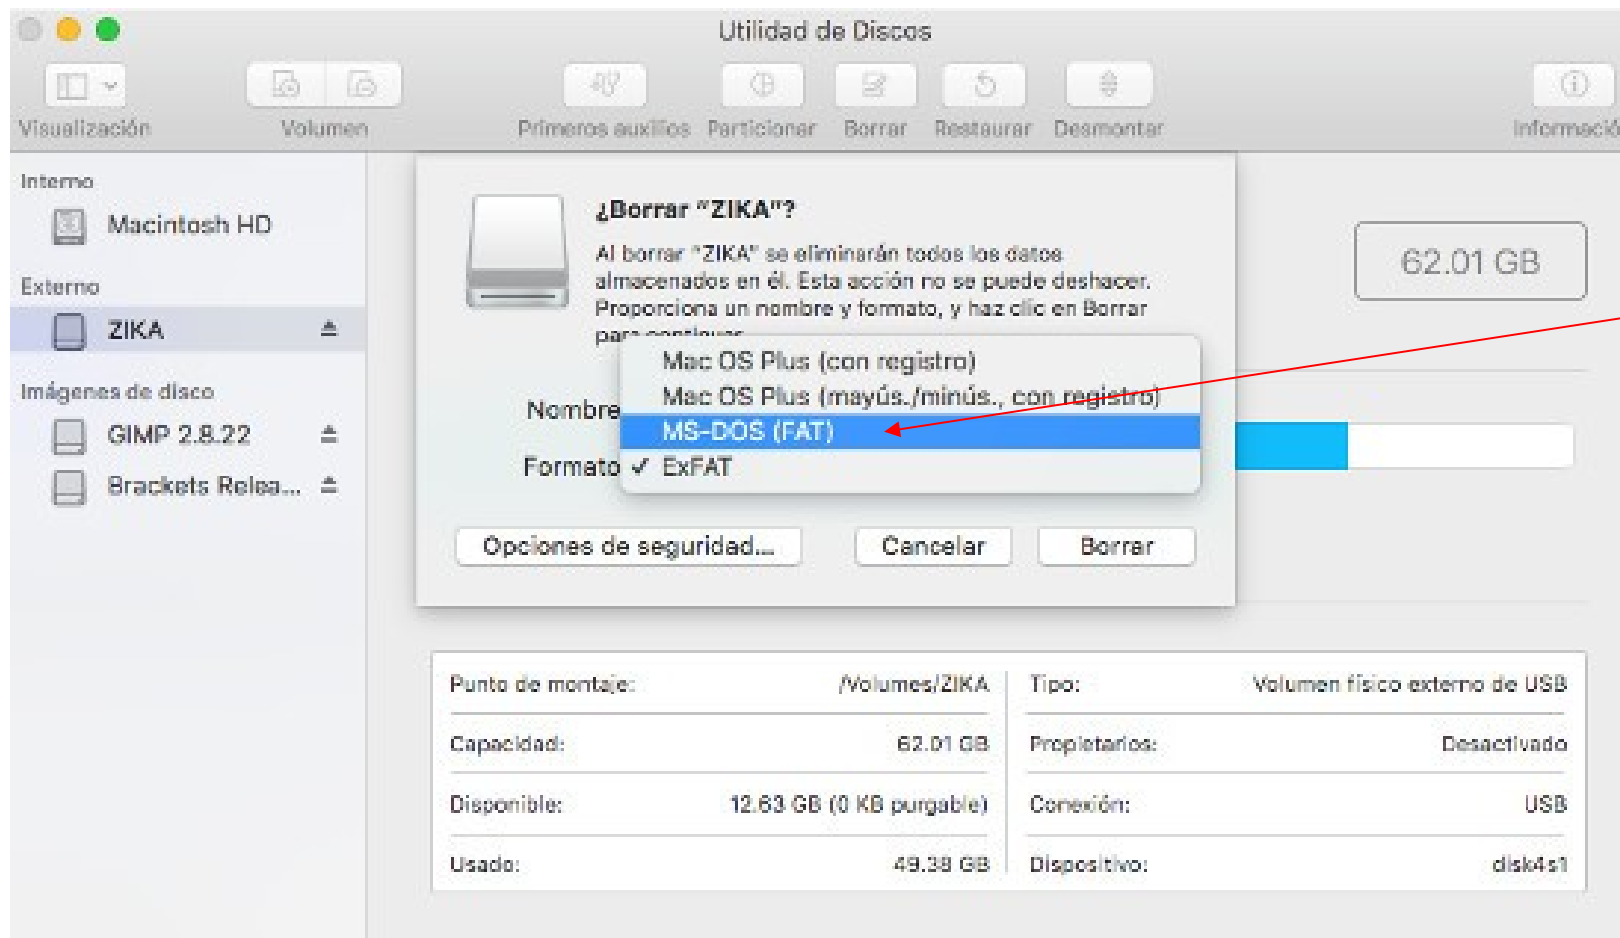 Utilidad de Discos
Visualización
Volumen
Primeros auxilios
Particionar
Borrar
Restaurar
Desmontar
Informació
Interno
Macintosh HD
Externo
ZIKA
Imágenes de disco
GIMP 2.8.22
Brackets Relea...
¿Borrar "ZIKA"?
Al borrar "ZIKA" se eliminarán todos los datos
almacenados en él. Esta acción no se puede deshacer.
Proporciona un nombre y formato, y haz clic en Borrar
para continuar.
Mac OS Plus (con registro)
Mac OS Plus (mayús./minús., con registro)
Nombre
MS-DOS (FAT)
Formato ✓ ExFAT
Opciones de seguridad...
Cancelar
Borrar
62.01 GB
Punto de montaje: /Volumes/ZIKA
Capacidad: 62.01 GB
Disponible: 12.63 GB (0 KB purgable)
Usado: 49.38 GB
Tipo: Volumen físico externo de USB
Propietarios: Desactivado
Conexión: USB
Dispositivo: disk4s1